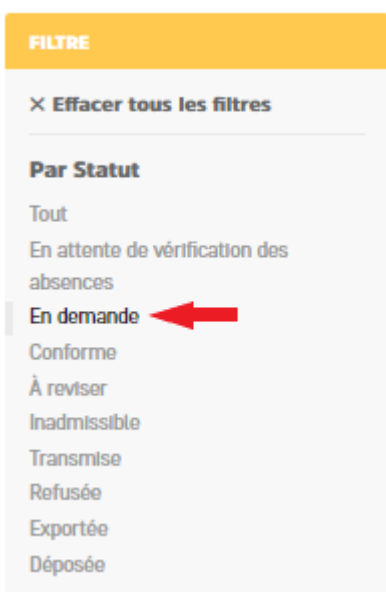 FILTRE
× Effacer tous les filtres
Par Statut
Tout
En attente de vérification des
absences
En demande
Conforme
À reviser
Inadmissible
Transmise
Refusée
Exportée
Déposée